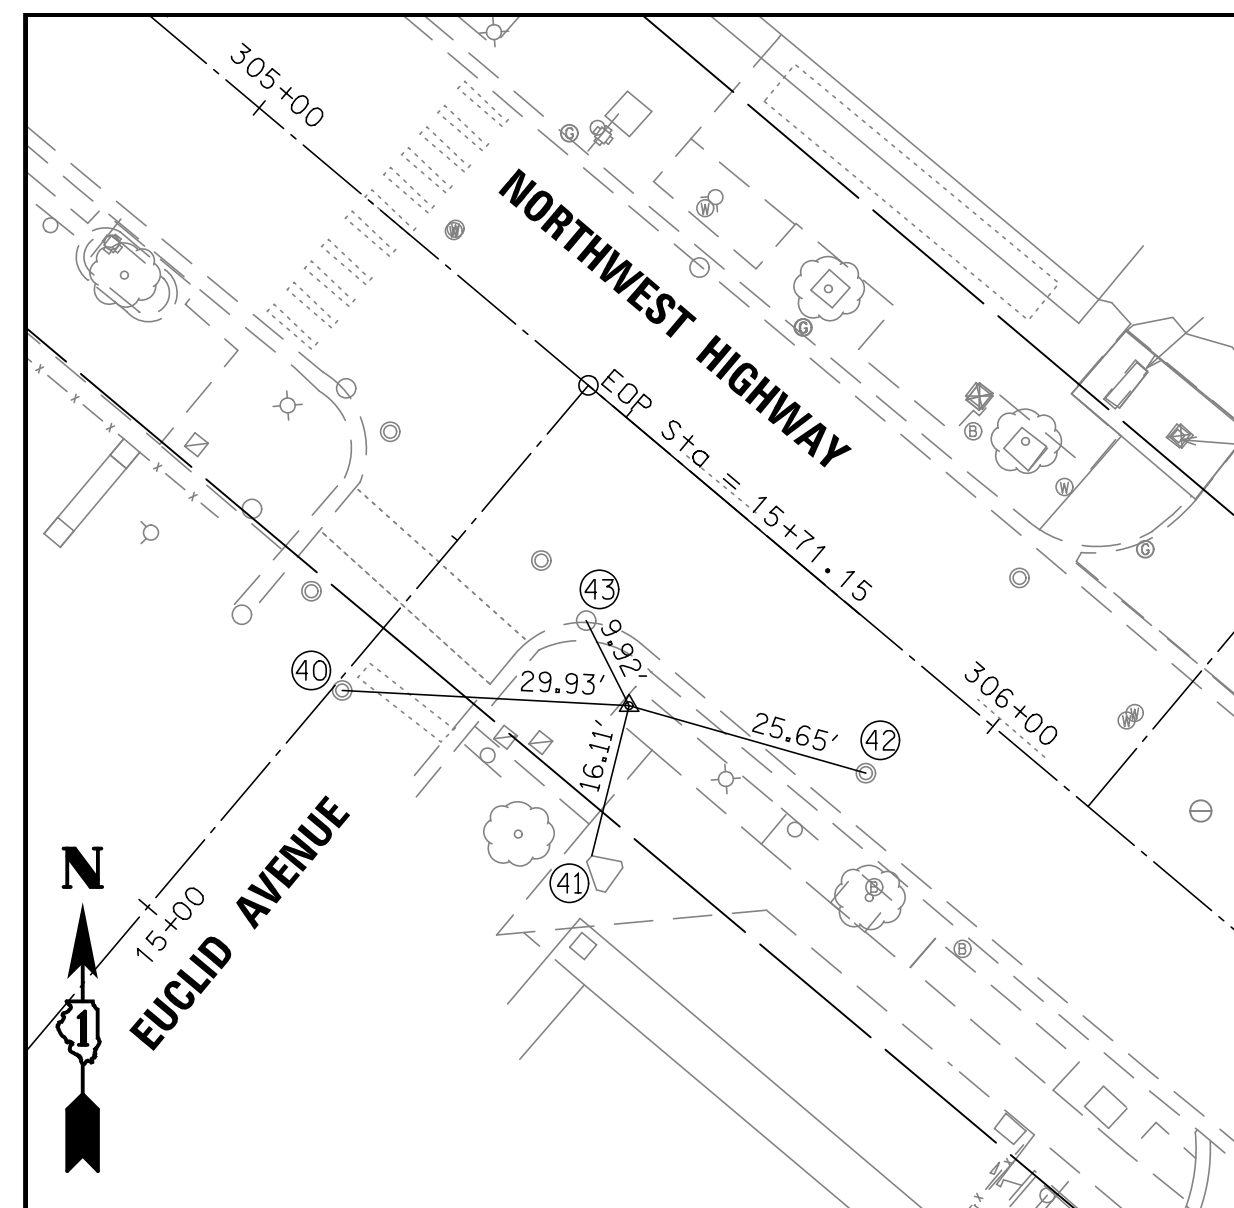 305+00
G
W
W
NORTHWEST HIGHWAY
G
EOP Sta = 15+71.15
B
W
G
43
9.92'
40
29.93'
306+00
25.65'
42
W
W
16.11'
41
B
B
15+00
EUCLID AVENUE
N
1